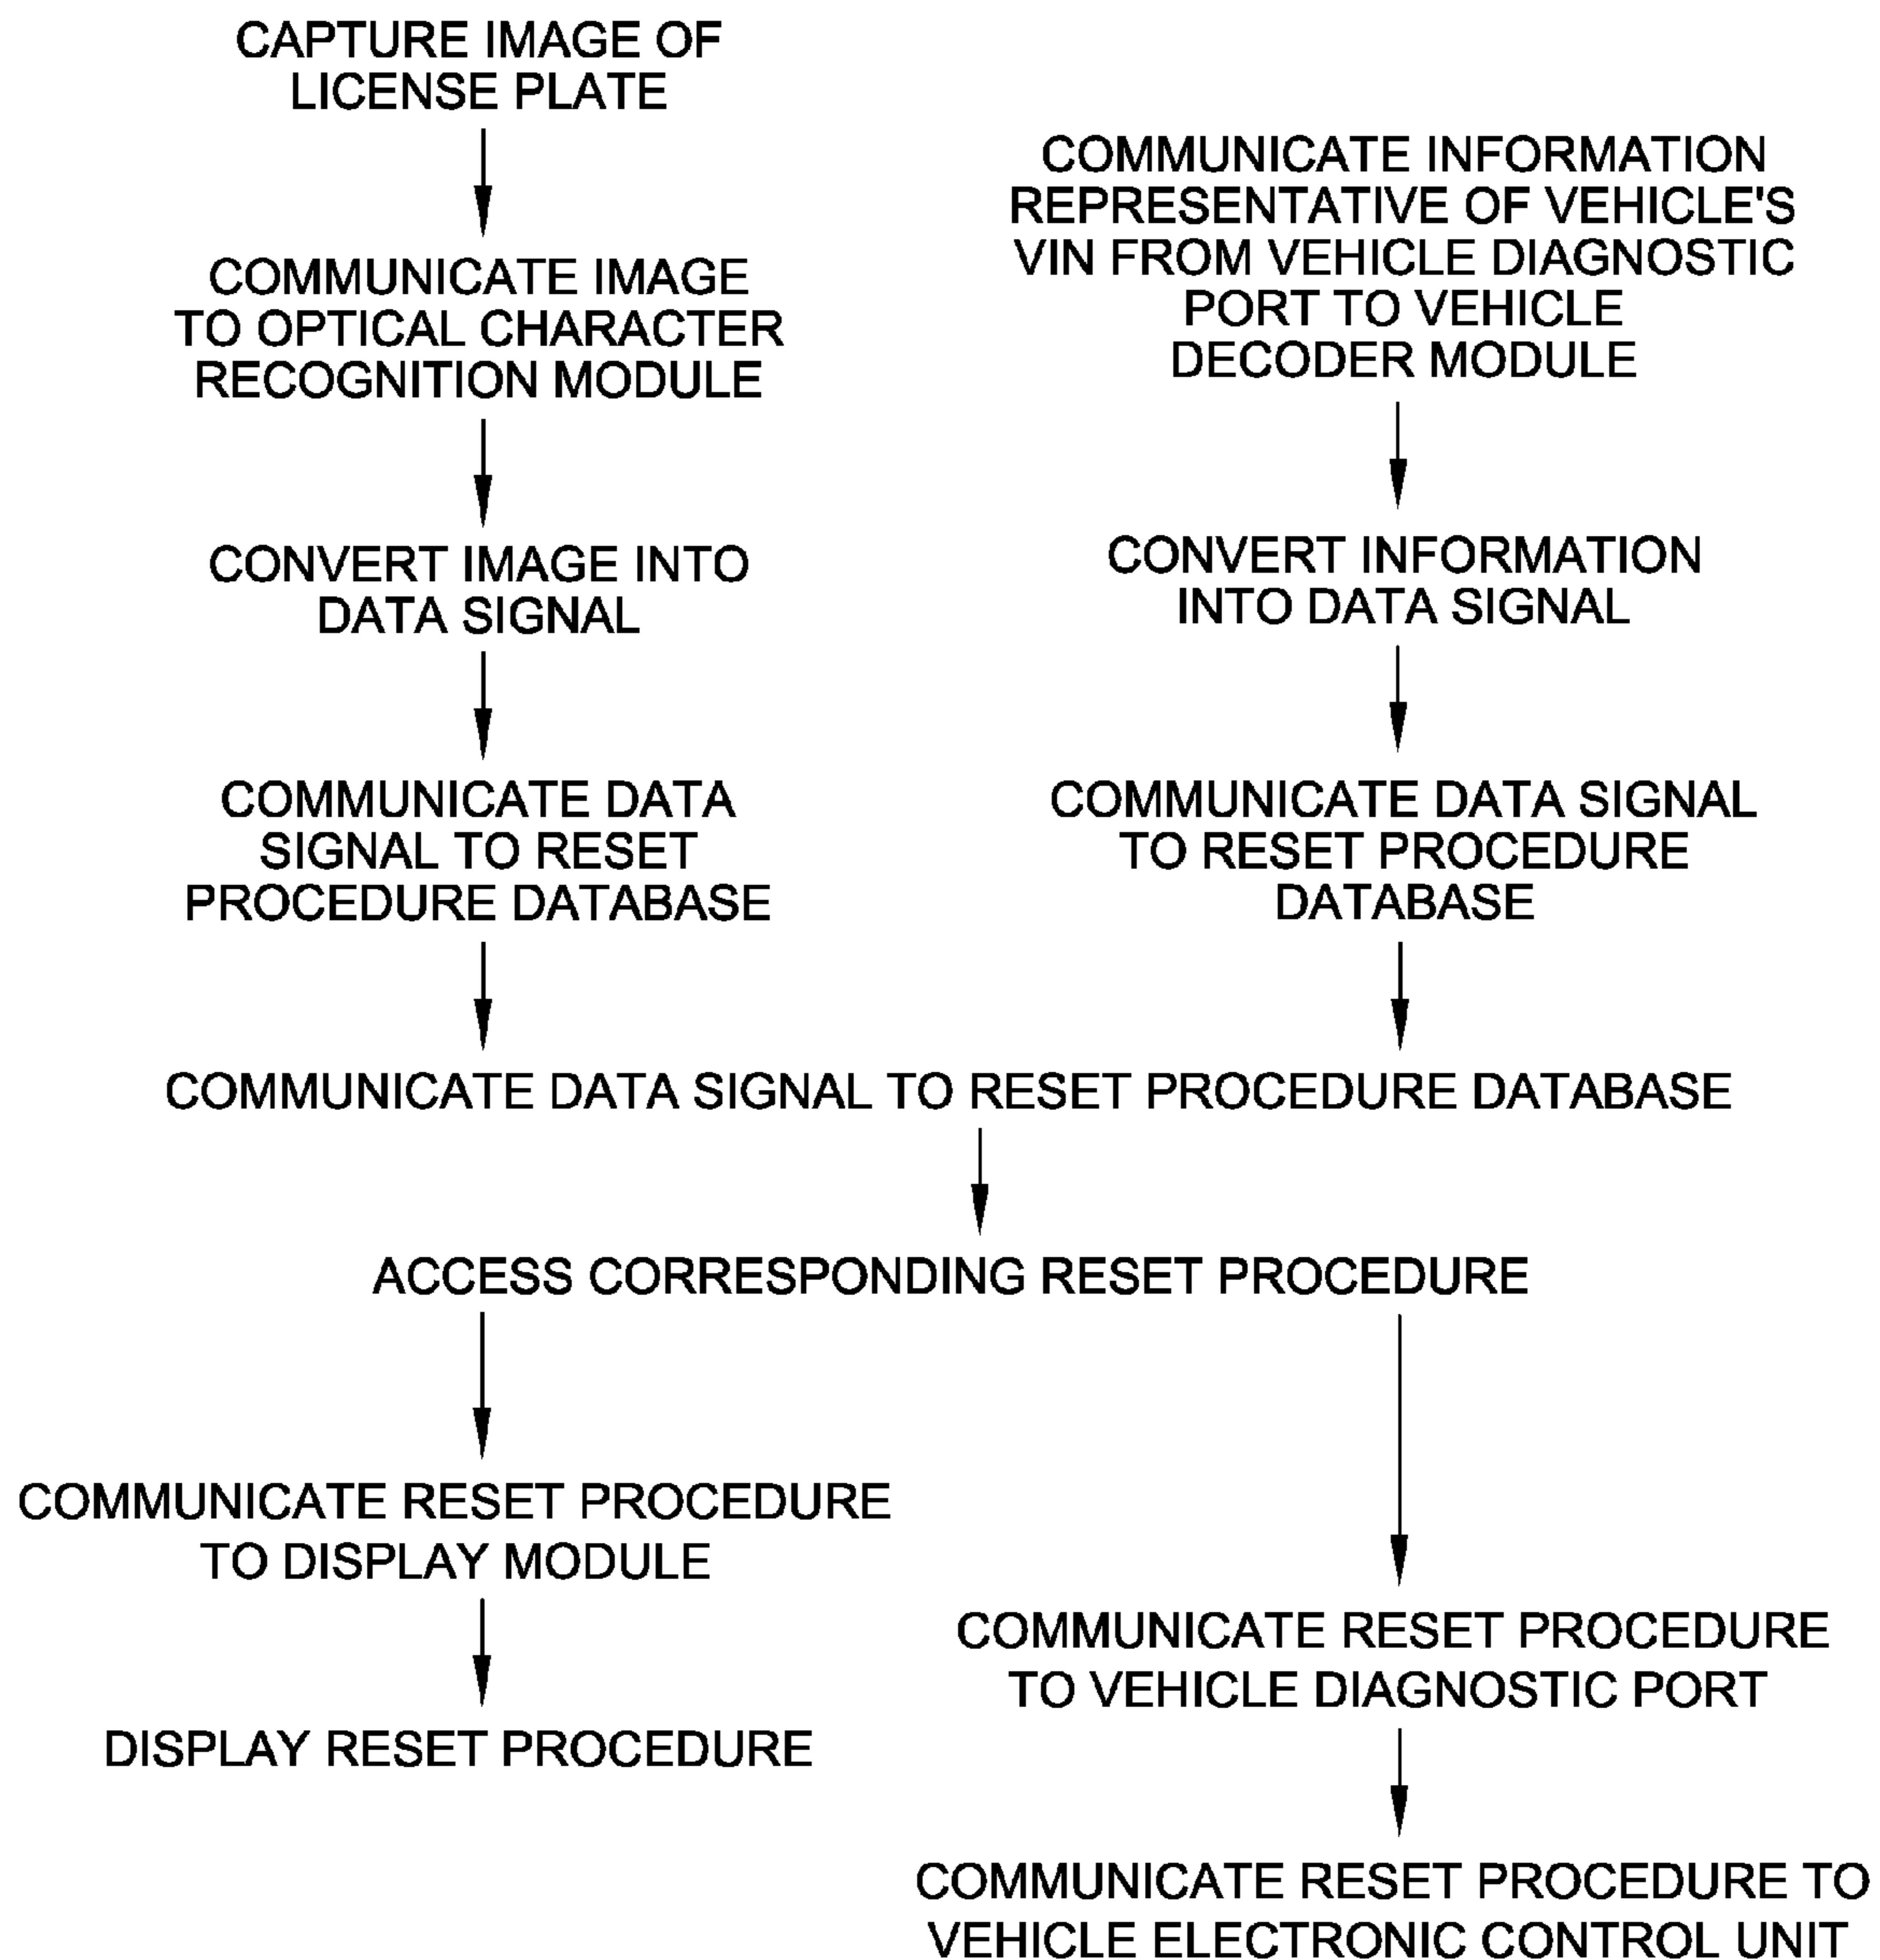 CAPTURE IMAGE OF
LICENSE PLATE
COMMUNICATE IMAGE
TO OPTICAL CHARACTER
RECOGNITION MODULE
CONVERT IMAGE INTO
DATA SIGNAL
COMMUNICATE DATA
SIGNAL TO RESET
PROCEDURE DATABASE
COMMUNICATE INFORMATION
REPRESENTATIVE OF VEHICLE'S
VIN FROM VEHICLE DIAGNOSTIC
PORT TO VEHICLE
DECODER MODULE
CONVERT INFORMATION
INTO DATA SIGNAL
COMMUNICATE DATA SIGNAL
TO RESET PROCEDURE
DATABASE
COMMUNICATE DATA SIGNAL TO RESET PROCEDURE DATABASE
ACCESS CORRESPONDING RESET PROCEDURE
COMMUNICATE RESET PROCEDURE
TO DISPLAY MODULE
DISPLAY RESET PROCEDURE
COMMUNICATE RESET PROCEDURE
TO VEHICLE DIAGNOSTIC PORT
COMMUNICATE RESET PROCEDURE TO
VEHICLE ELECTRONIC CONTROL UNIT